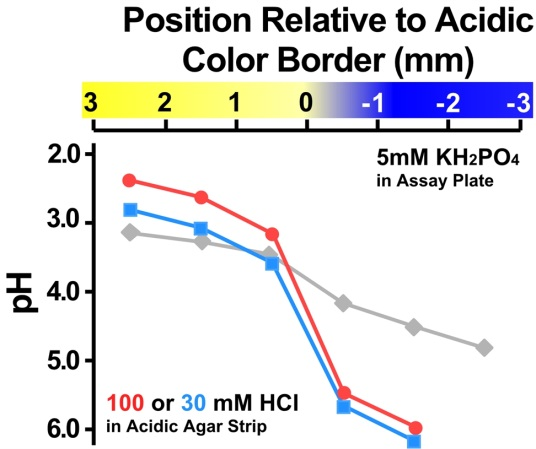 Position Relative to Acidic
Color Border (mm)
3 2 1 0 -1 -2 -3
5mM KH₂PO₄
in Assay Plate
2.0
3.0
4.0
5.0
6.0
pH
100 or 30 mM HCl
in Acidic Agar Strip